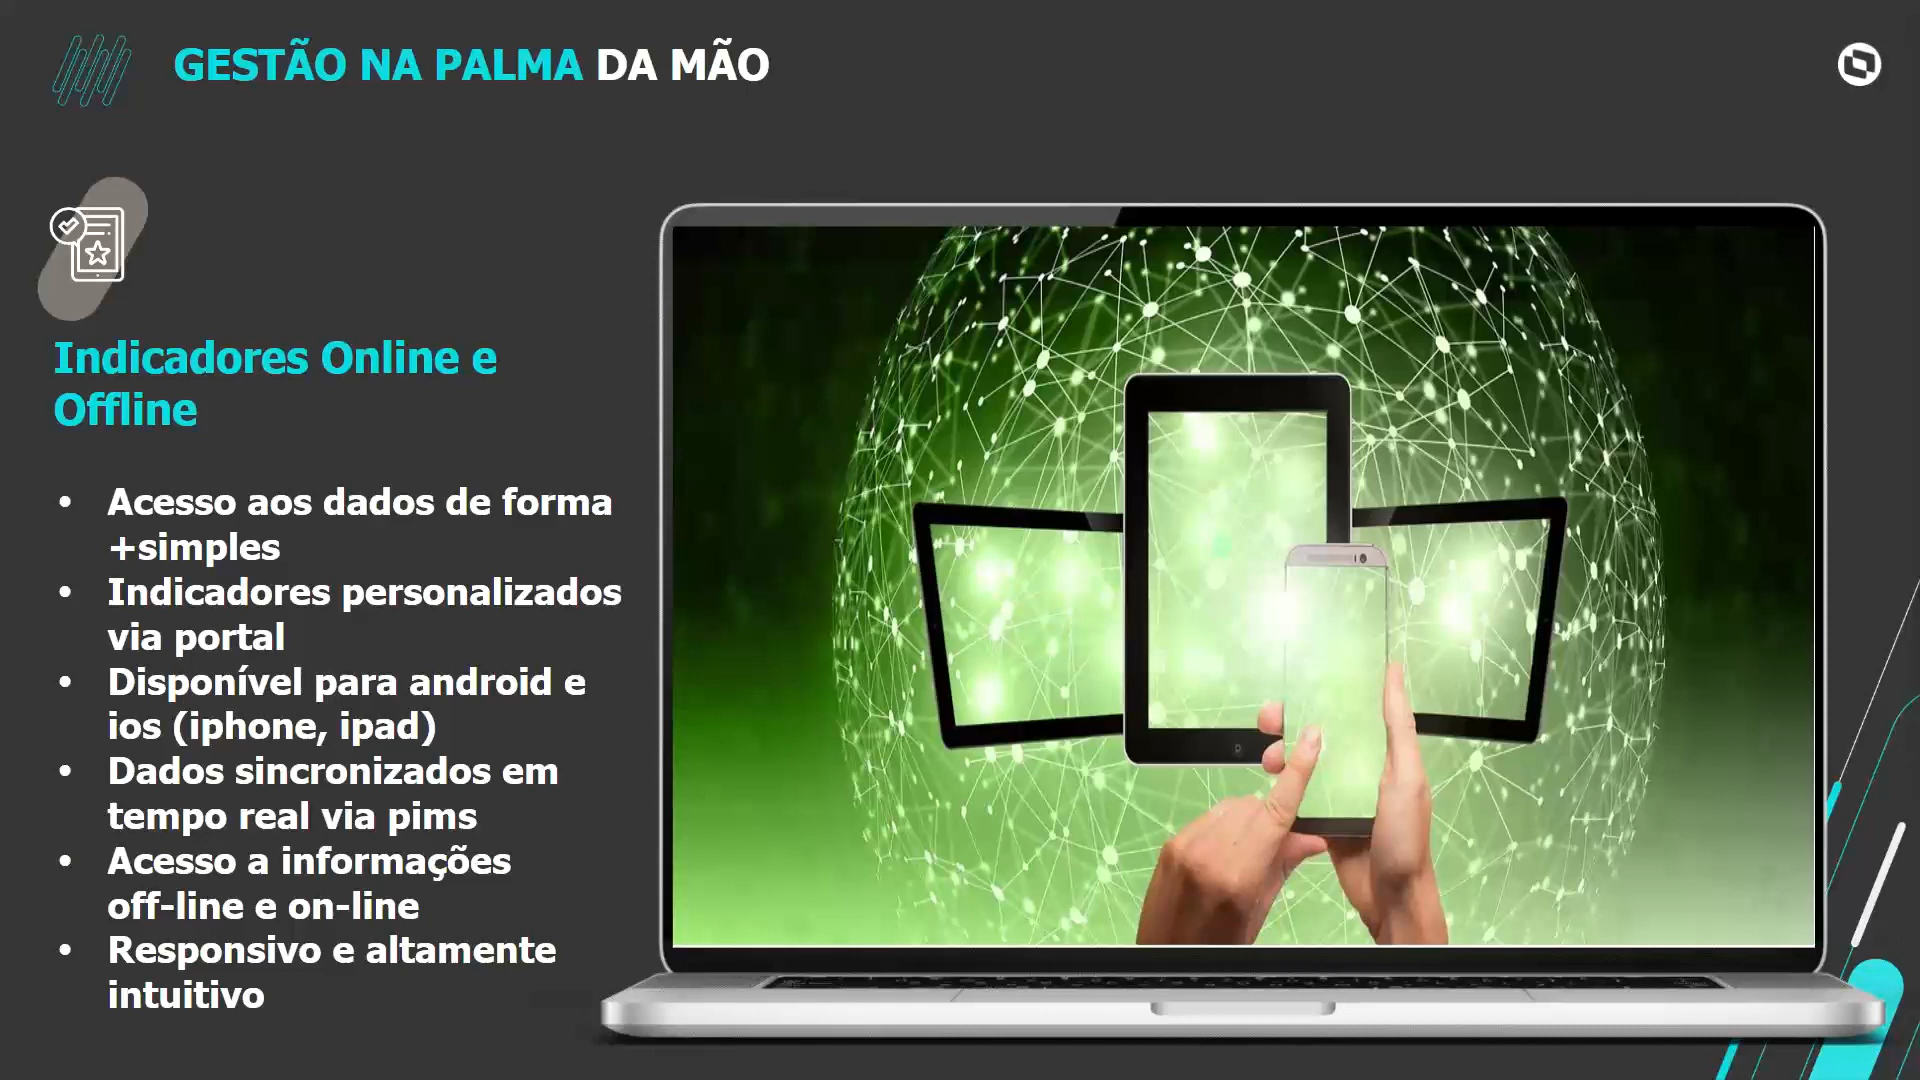 GESTÃO NA PALMA DA MÃO
Indicadores Online e
Offline
• Acesso aos dados de forma
+simples
• Indicadores personalizados
via portal
• Disponível para android e
ios (iphone, ipad)
• Dados sincronizados em
tempo real via pims
• Acesso a informações
off-line e on-line
• Responsivo e altamente
intuitivo